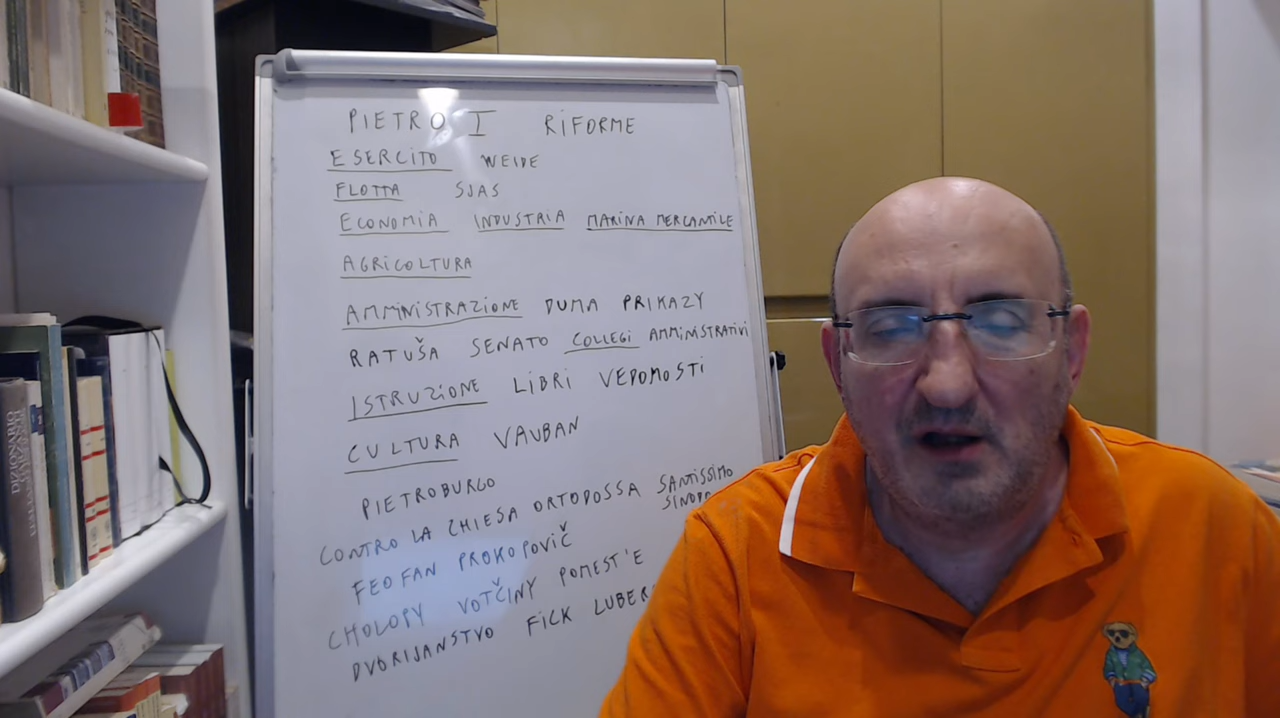 PIETRO I RIFORME
ESERCITO WEIDE
FLOTTA SJAS
ECONOMIA INDUSTRIA MARINA MERCANTILE
AGRICOLTURA
AMMINISTRAZIONE DUMA PRIKAZY
RATUŠA SENATO COLLEGI AMMINISTRATIVI
ISTRUZIONE LIBRI VEDOMOSTI
CULTURA VAUBAN
PIETROBURGO
CONTRO LA CHIESA ORTODOSSA SANTISSIMO
FEOFAN PROKOPOVIČ
CHOLOPY VOTČINY POMEST'E
DVORIJANSTVO FICK